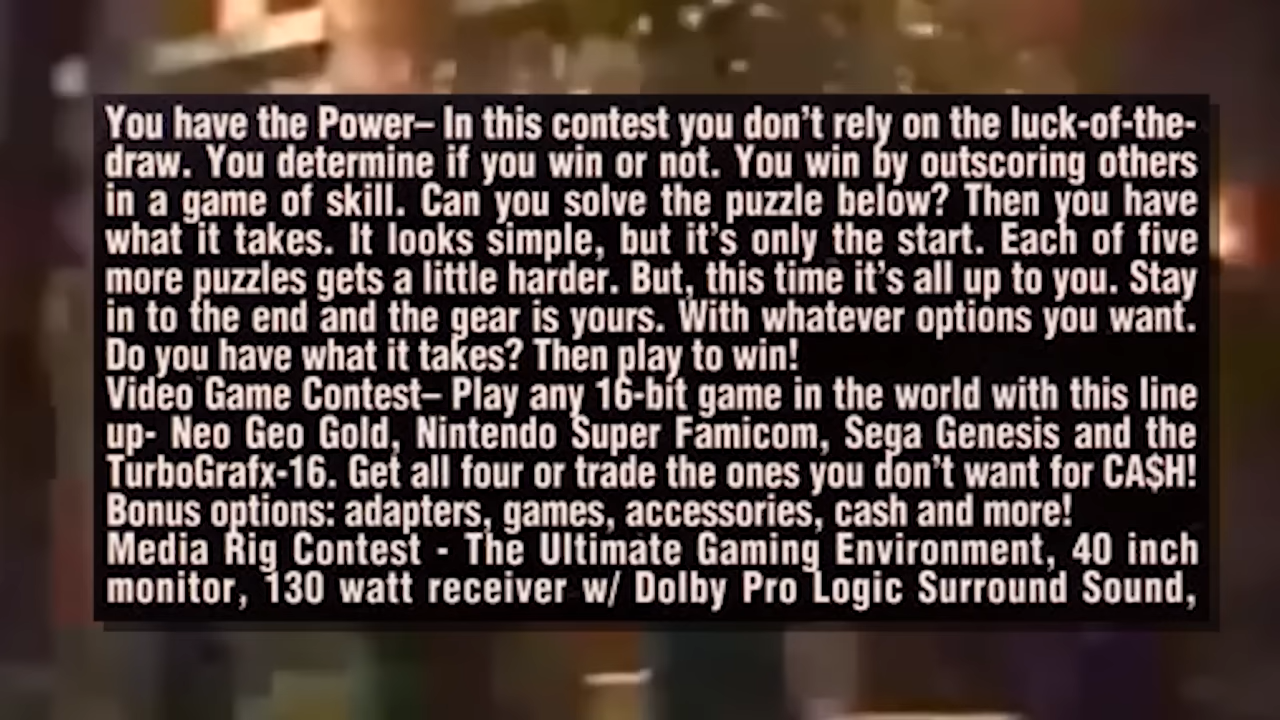 You have the Power– In this contest you don't rely on the luck-of-the-
draw. You determine if you win or not. You win by outscoring others
in a game of skill. Can you solve the puzzle below? Then you have
what it takes. It looks simple, but it's only the start. Each of five
more puzzles gets a little harder. But, this time it's all up to you. Stay
in to the end and the gear is yours. With whatever options you want.
Do you have what it takes? Then play to win!
Video Game Contest– Play any 16-bit game in the world with this line
up- Neo Geo Gold, Nintendo Super Famicom, Sega Genesis and the
TurboGrafx-16. Get all four or trade the ones you don't want for CA$H!
Bonus options: adapters, games, accessories, cash and more!
Media Rig Contest - The Ultimate Gaming Environment, 40 inch
monitor, 130 watt receiver w/ Dolby Pro Logic Surround Sound,